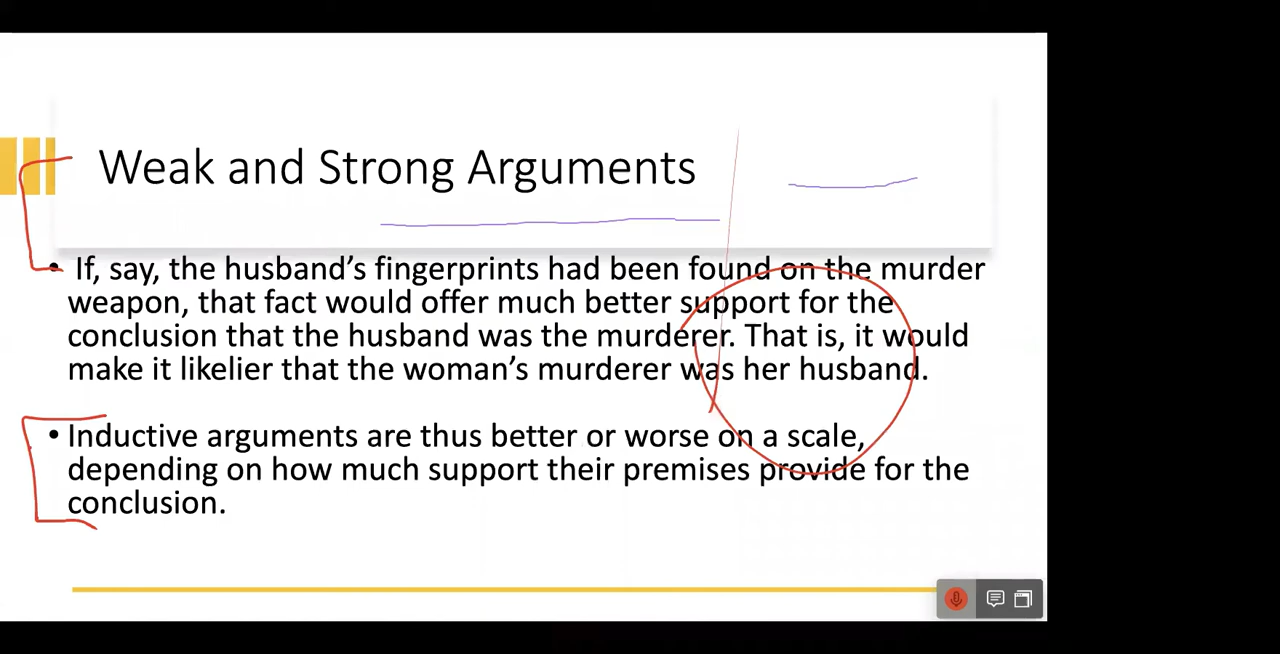 Weak and Strong Arguments
• If, say, the husband’s fingerprints had been found on the murder
weapon, that fact would offer much better support for the
conclusion that the husband was the murderer. That is, it would
make it likelier that the woman’s murderer was her husband.
• Inductive arguments are thus better or worse on a scale,
depending on how much support their premises provide for the
conclusion.